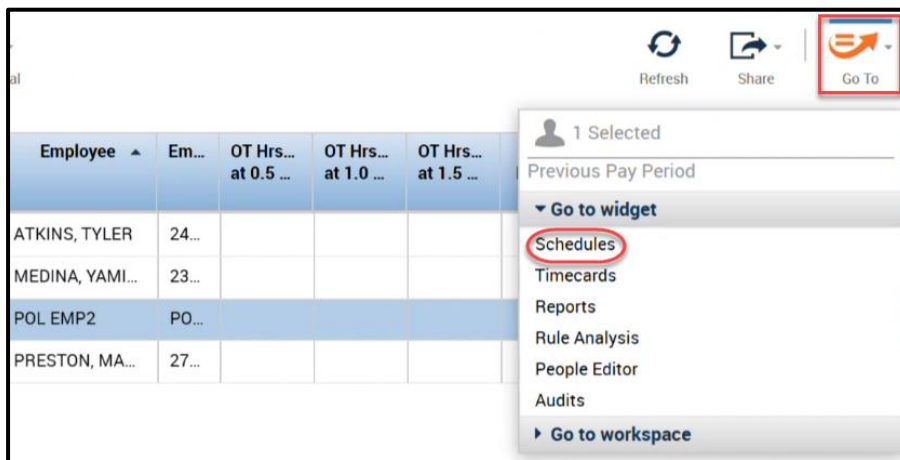 al
Refresh Share Go To
Employee Em... OT Hrs... OT Hrs... OT Hrs...
at 0.5 ... at 1.0 ... at 1.5 ...
ATKINS, TYLER 24...
MEDINA, YAMI... 23...
POL EMP2 PO...
PRESTON, MA... 27...
1 Selected
Previous Pay Period
Go to widget
Schedules
Timecards
Reports
Rule Analysis
People Editor
Audits
Go to workspace